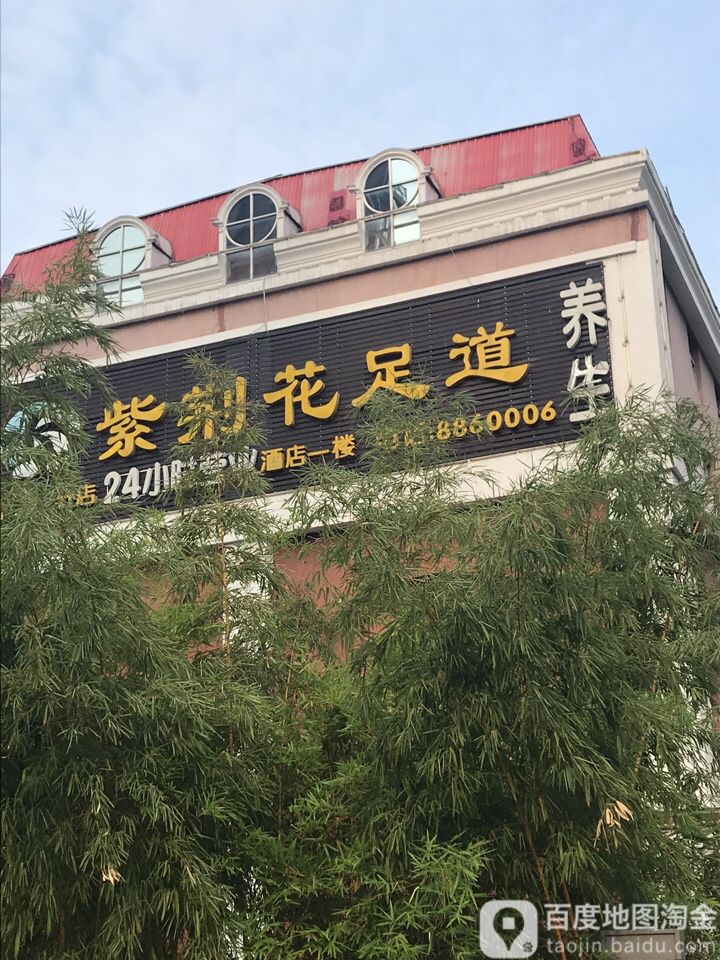 紫荆花足道
养生
店 24小时营业 酒店一楼 8860006
百度地图淘金
taojin.baidu.com